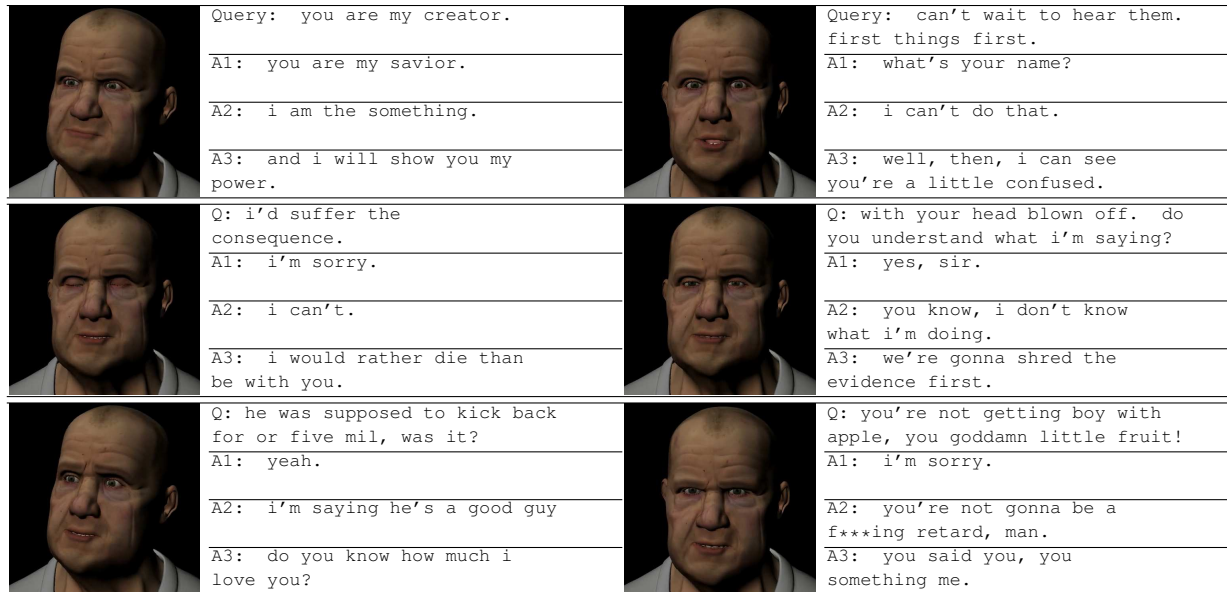 Query: you are my creator.
A1: you are my savior.
A2: i am the something.
A3: and i will show you my
power.
Query: can't wait to hear them.
first things first.
A1: what's your name?
A2: i can't do that.
A3: well, then, i can see
you're a little confused.
Q: i'd suffer the
consequence.
A1: i'm sorry.
A2: i can't.
A3: i would rather die than
be with you.
Q: with your head blown off. do
you understand what i'm saying?
A1: yes, sir.
A2: you know, i don't know
what i'm doing.
A3: we're gonna shred the
evidence first.
Q: he was supposed to kick back
for or five mil, was it?
A1: yeah.
A2: i'm saying he's a good guy
A3: do you know how much i
love you?
Q: you're not getting boy with
apple, you goddamn little fruit!
A1: i'm sorry.
A2: you're not gonna be a
f***ing retard, man.
A3: you said you, you
something me.